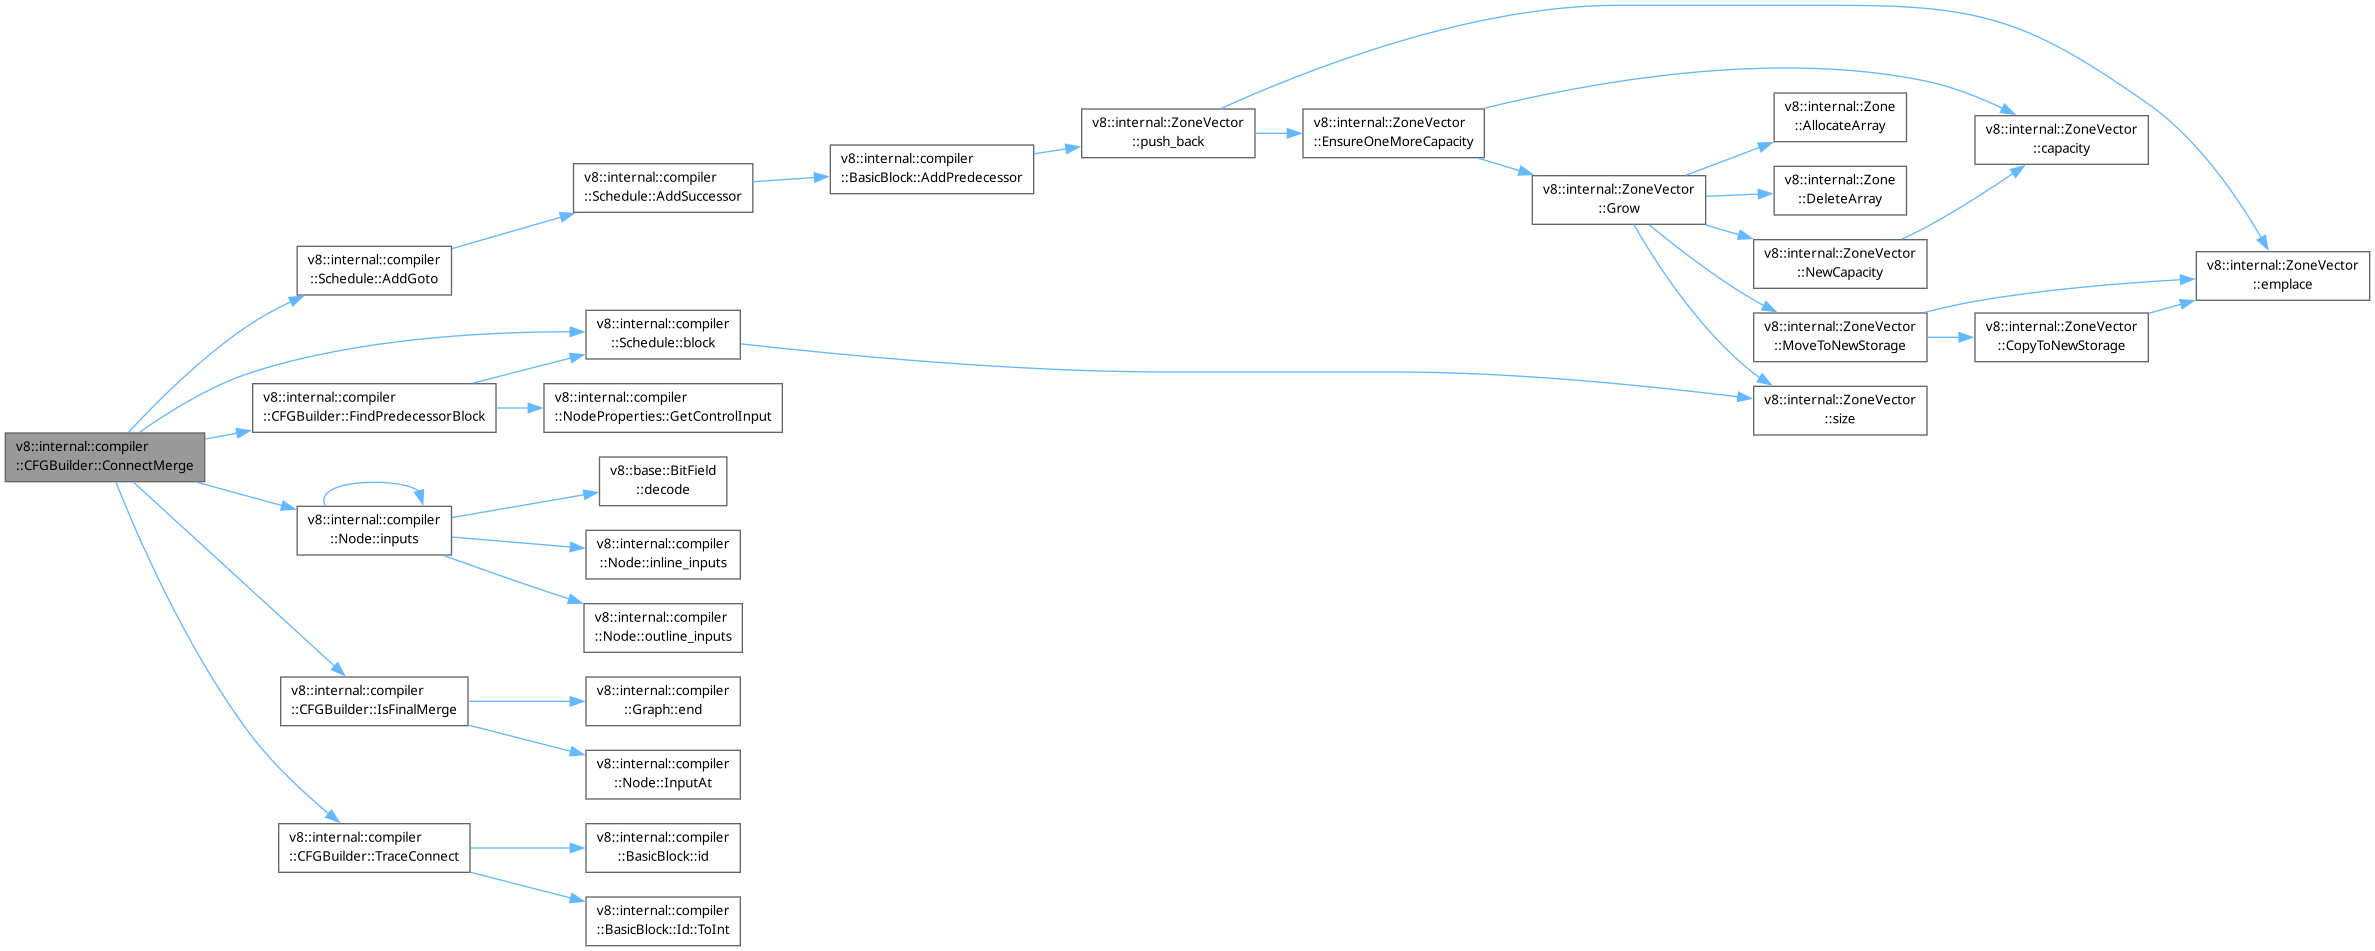 v8::internal::compiler
::CFGBuilder::ConnectMerge
v8::internal::compiler
::Schedule::AddGoto
v8::internal::compiler
::Schedule::AddSuccessor
v8::internal::compiler
::BasicBlock::AddPredecessor
v8::internal::ZoneVector
::push_back
v8::internal::ZoneVector
::EnsureOneMoreCapacity
v8::internal::ZoneVector
::Grow
v8::internal::Zone
::AllocateArray
v8::internal::Zone
::DeleteArray
v8::internal::ZoneVector
::NewCapacity
v8::internal::ZoneVector
::capacity
v8::internal::ZoneVector
::MoveToNewStorage
v8::internal::ZoneVector
::CopyToNewStorage
v8::internal::ZoneVector
::emplace
v8::internal::ZoneVector
::size
v8::internal::compiler
::Schedule::block
v8::internal::compiler
::CFGBuilder::FindPredecessorBlock
v8::internal::compiler
::NodeProperties::GetControlInput
v8::internal::compiler
::Node::inputs
v8::base::BitField
::decode
v8::internal::compiler
::Node::inline_inputs
v8::internal::compiler
::Node::outline_inputs
v8::internal::compiler
::CFGBuilder::IsFinalMerge
v8::internal::compiler
::Graph::end
v8::internal::compiler
::Node::InputAt
v8::internal::compiler
::CFGBuilder::TraceConnect
v8::internal::compiler
::BasicBlock::id
v8::internal::compiler
::BasicBlock::Id::ToInt